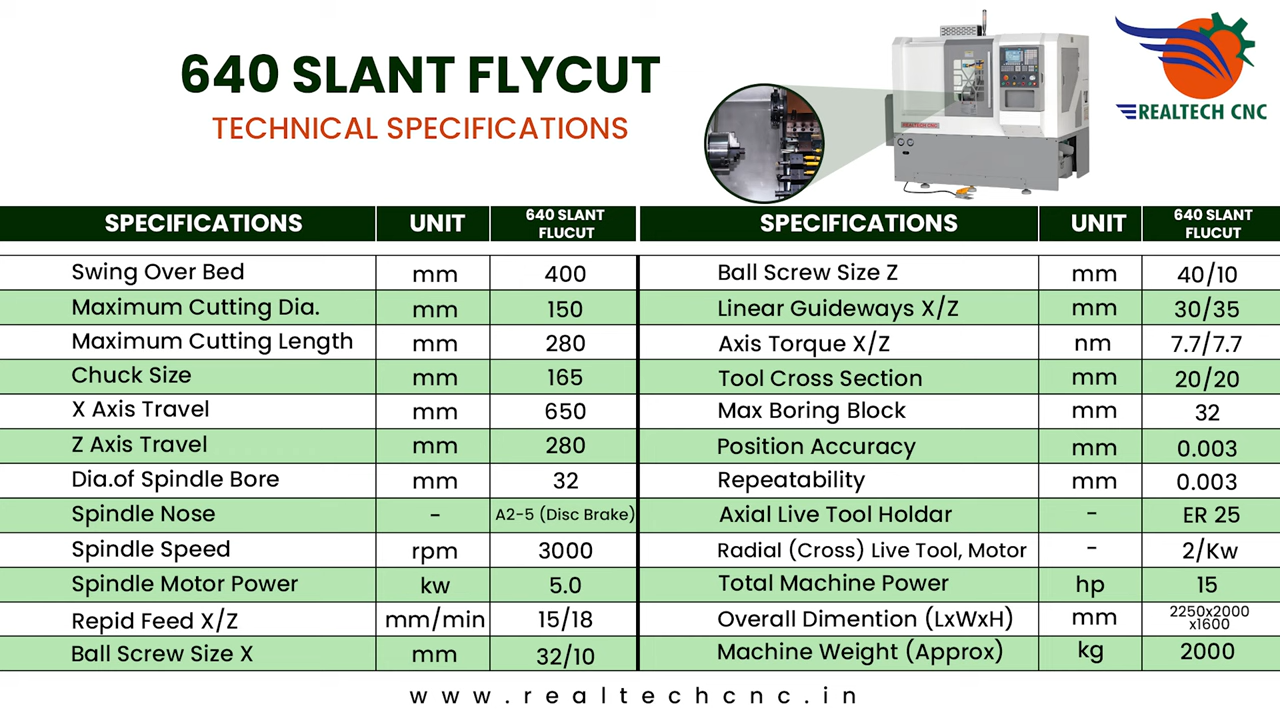 640 SLANT FLYCUT
TECHNICAL SPECIFICATIONS
REALTECH CNC
REALTECH CNC
SPECIFICATIONS UNIT 640 SLANT FLUCUT SPECIFICATIONS UNIT 640 SLANT FLUCUT
Swing Over Bed mm 400 Ball Screw Size Z mm 40/10
Maximum Cutting Dia. mm 150 Linear Guideways X/Z mm 30/35
Maximum Cutting Length mm 280 Axis Torque X/Z nm 7.7/7.7
Chuck Size mm 165 Tool Cross Section mm 20/20
X Axis Travel mm 650 Max Boring Block mm 32
Z Axis Travel mm 280 Position Accuracy mm 0.003
Dia.of Spindle Bore mm 32 Repeatability mm 0.003
Spindle Nose - A2-5 (Disc Brake) Axial Live Tool Holdar - ER 25
Spindle Speed rpm 3000 Radial (Cross) Live Tool, Motor - 2/Kw
Spindle Motor Power kw 5.0 Total Machine Power hp 15
Repid Feed X/Z mm/min 15/18 Overall Dimention (LxWxH) mm 2250x2000 x1600
Ball Screw Size X mm 32/10 Machine Weight (Approx) kg 2000
www.realtechcnc.in